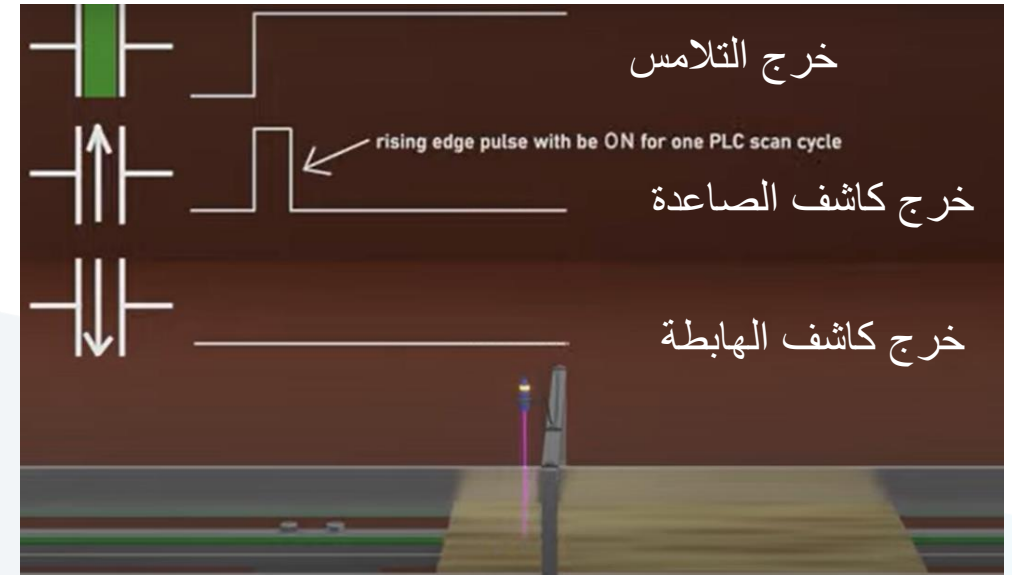 خرج التلامس
rising edge pulse with be ON for one PLC scan cycle
خرج كاشف الصاعدة
خرج كاشف الهابطة